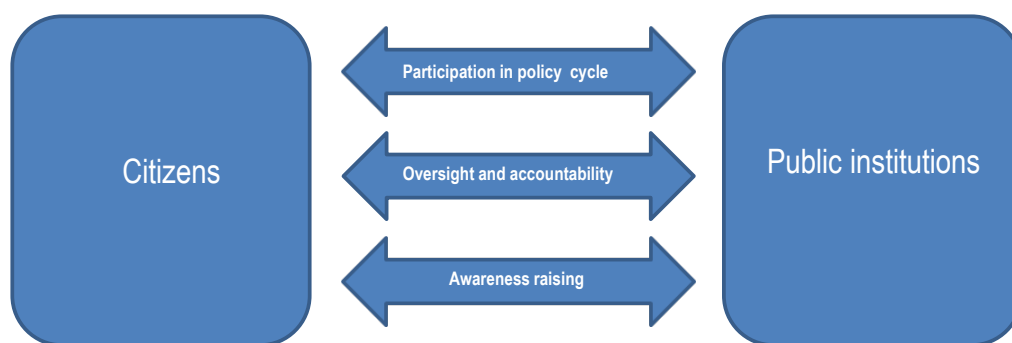 Citizens
Participation in policy cycle
Oversight and accountability
Awareness raising
Public institutions